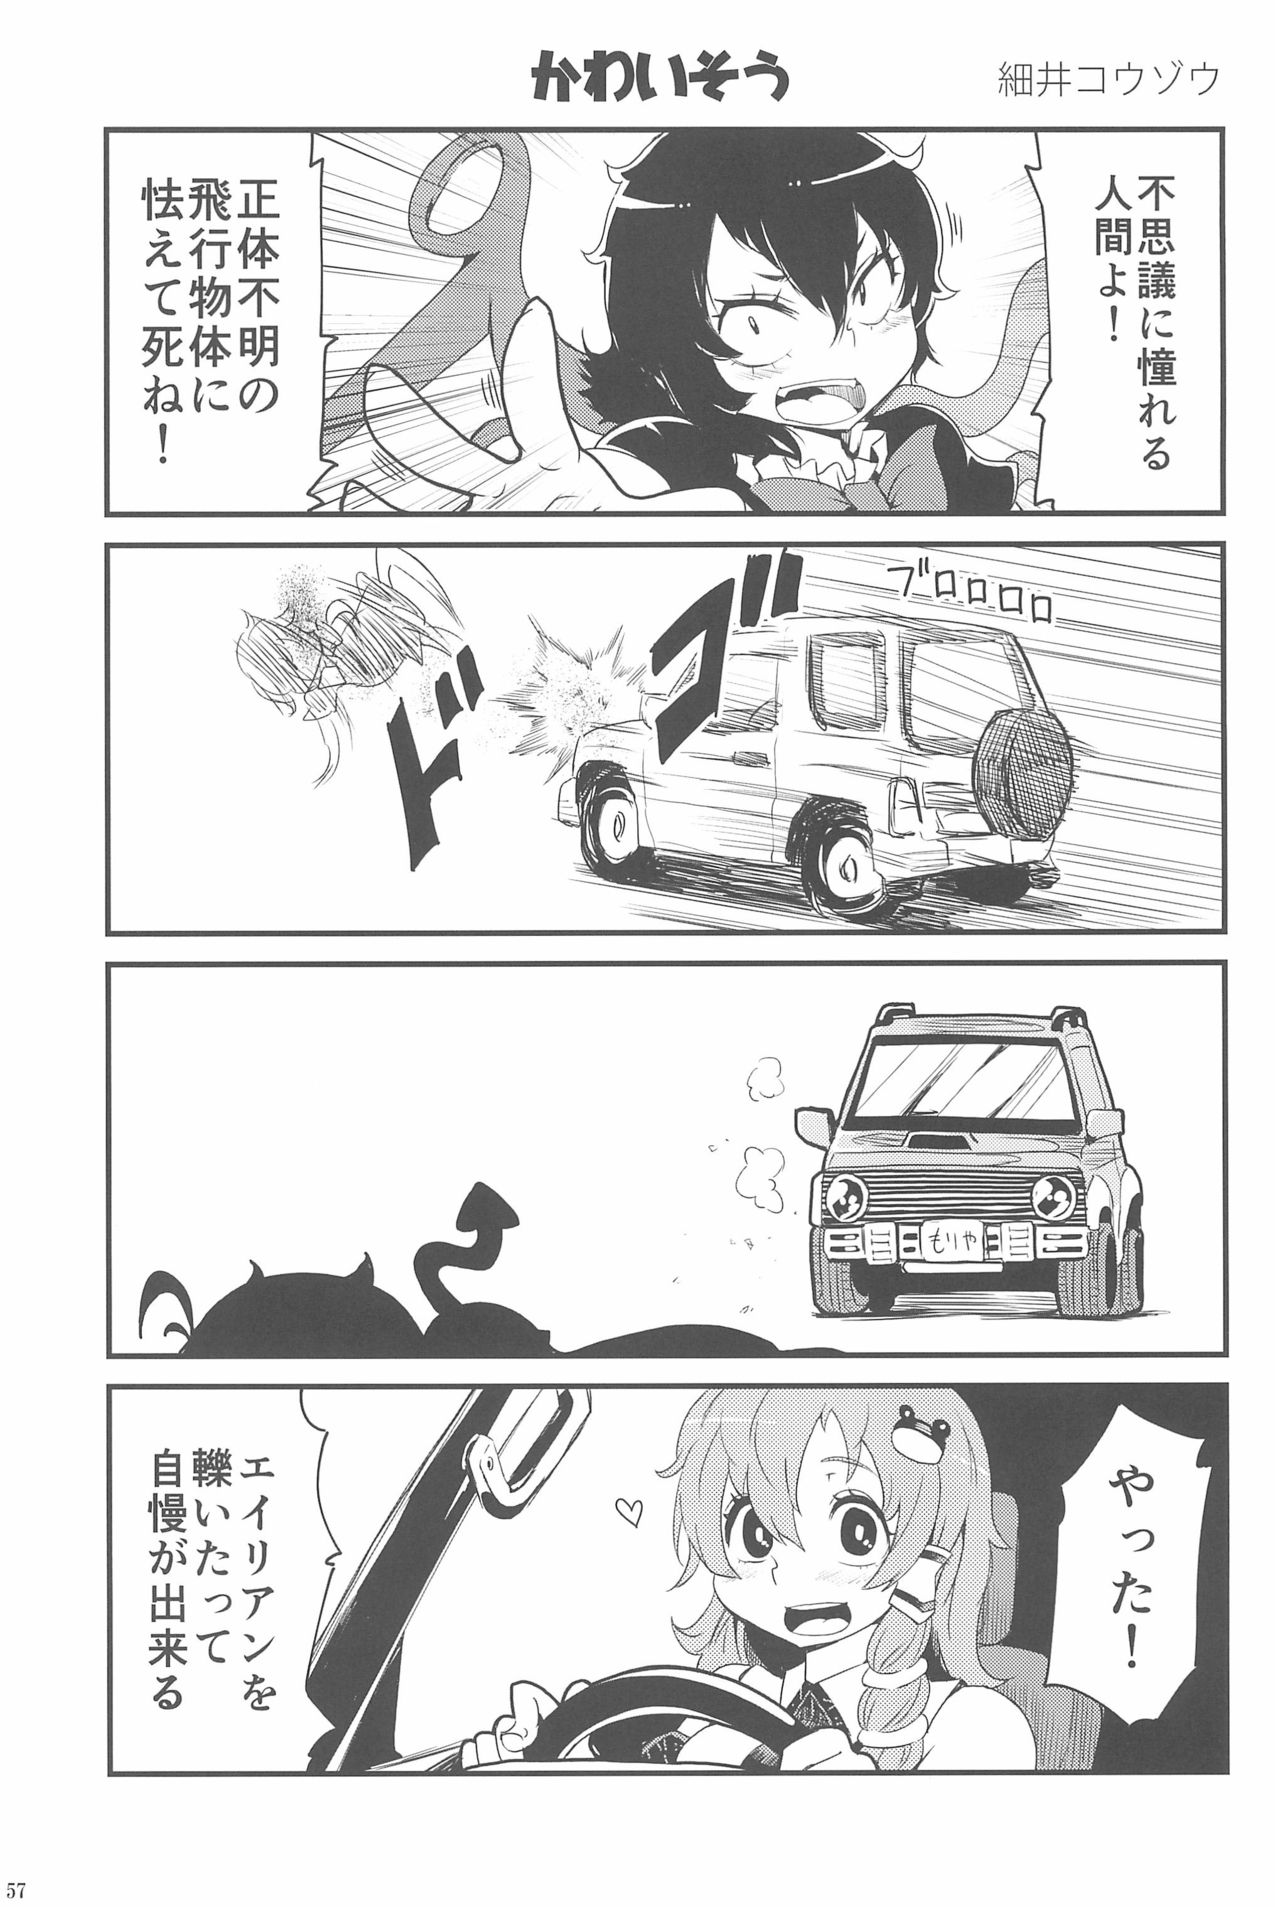 かわいそう
細井コウゾウ
不思議に憧れる
人間よ！
正体不明の
飛行物体に
怯えて死ね！
ブロロロロ
ドゴォ
もりや
やった！
エイリアンを
轢いたって
自慢が出来る
57